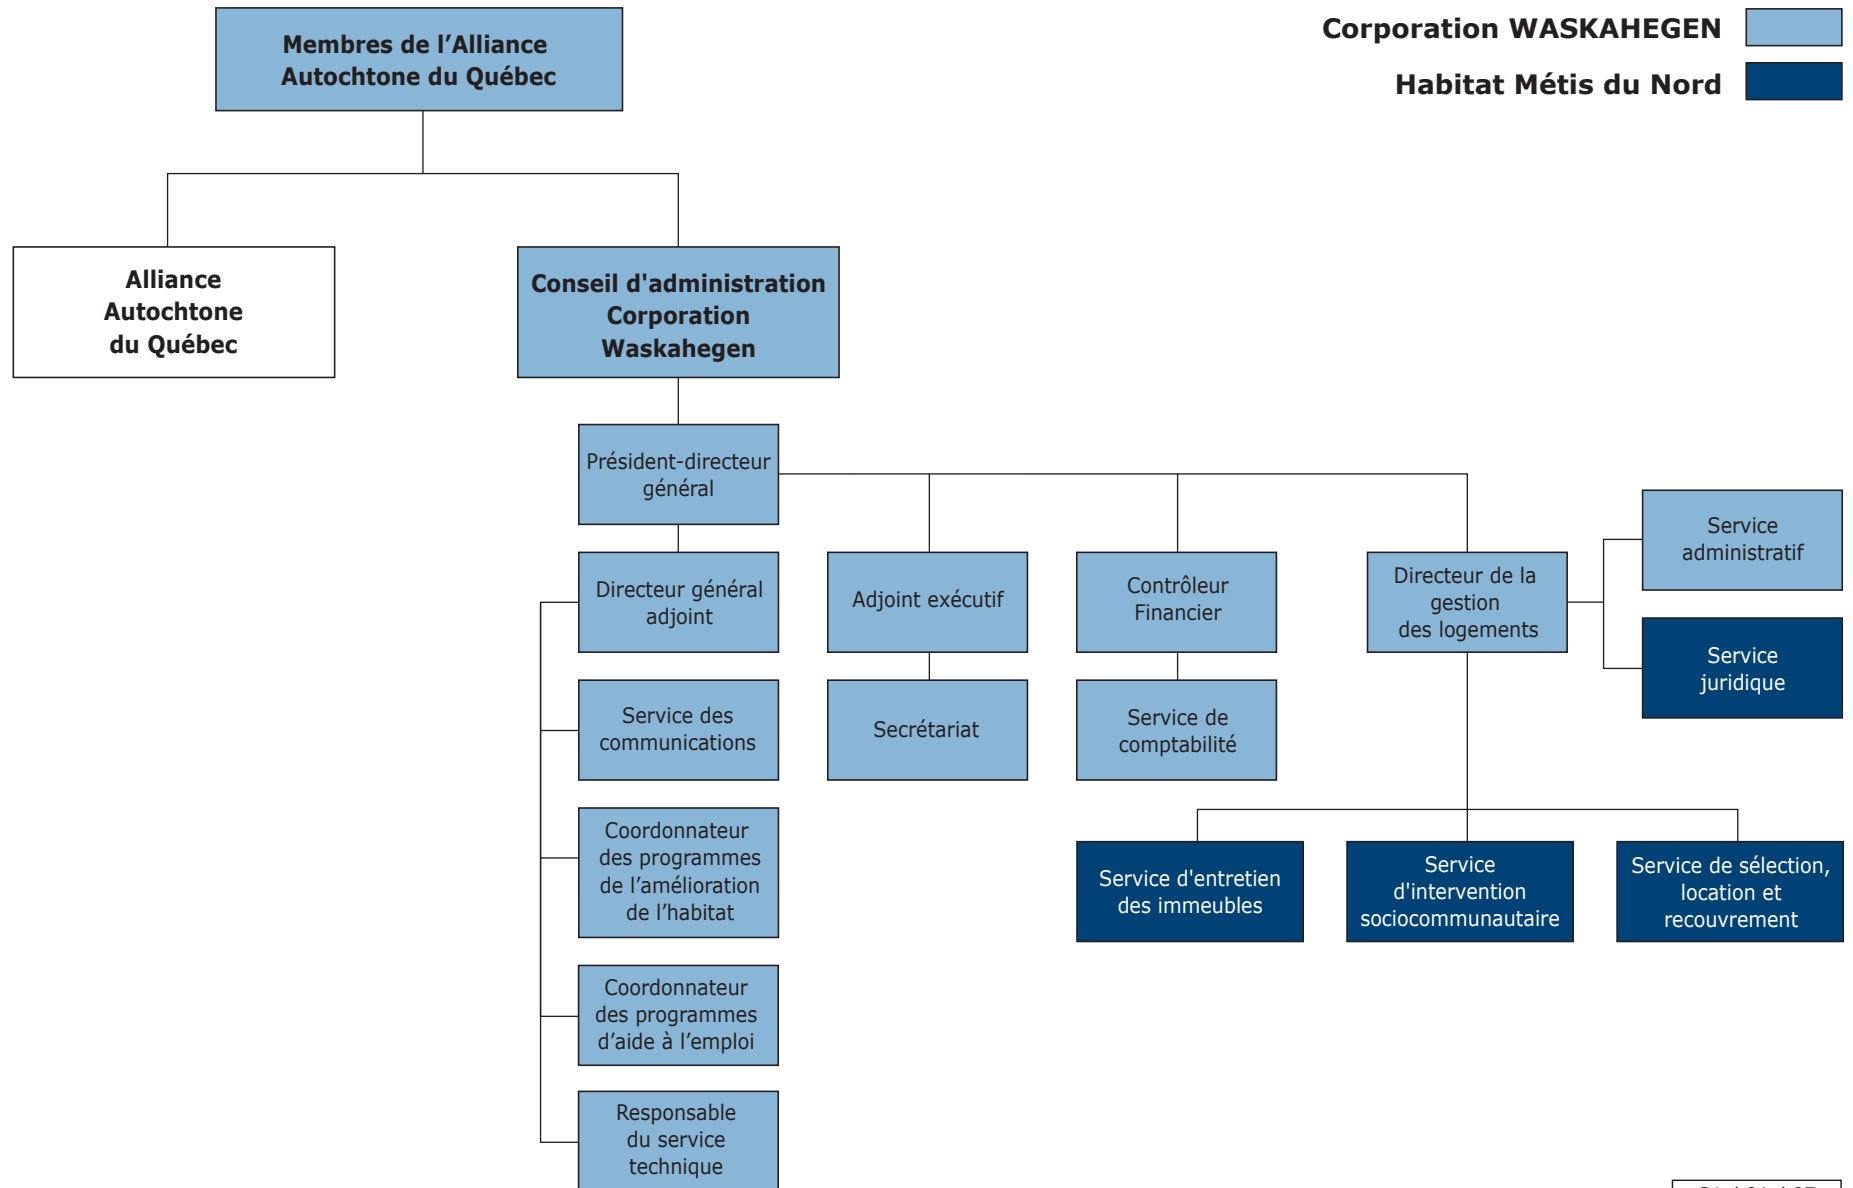 Corporation WASKAHEGEN
Habitat Métis du Nord
Membres de l’Alliance
Autochtone du Québec
Alliance
Autochtone
du Québec
Conseil d'administration
Corporation
Waskahegen
Président-directeur
général
Directeur général
adjoint
Adjoint exécutif
Contrôleur
Financier
Directeur de la
gestion
des logements
Service
administratif
Service
juridique
Service des
communications
Secrétariat
Service de
comptabilité
Coordonnateur
des programmes
de l’amélioration
de l’habitat
Service d'entretien
des immeubles
Service
d'intervention
sociocommunautaire
Service de sélection,
location et
recouvrement
Coordonnateur
des programmes
d’aide à l’emploi
Responsable
du service
technique